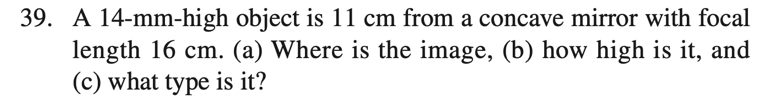 39. A 14-mm-high object is 11 cm from a concave mirror with focal
length 16 cm. (a) Where is the image, (b) how high is it, and
(c) what type is it?